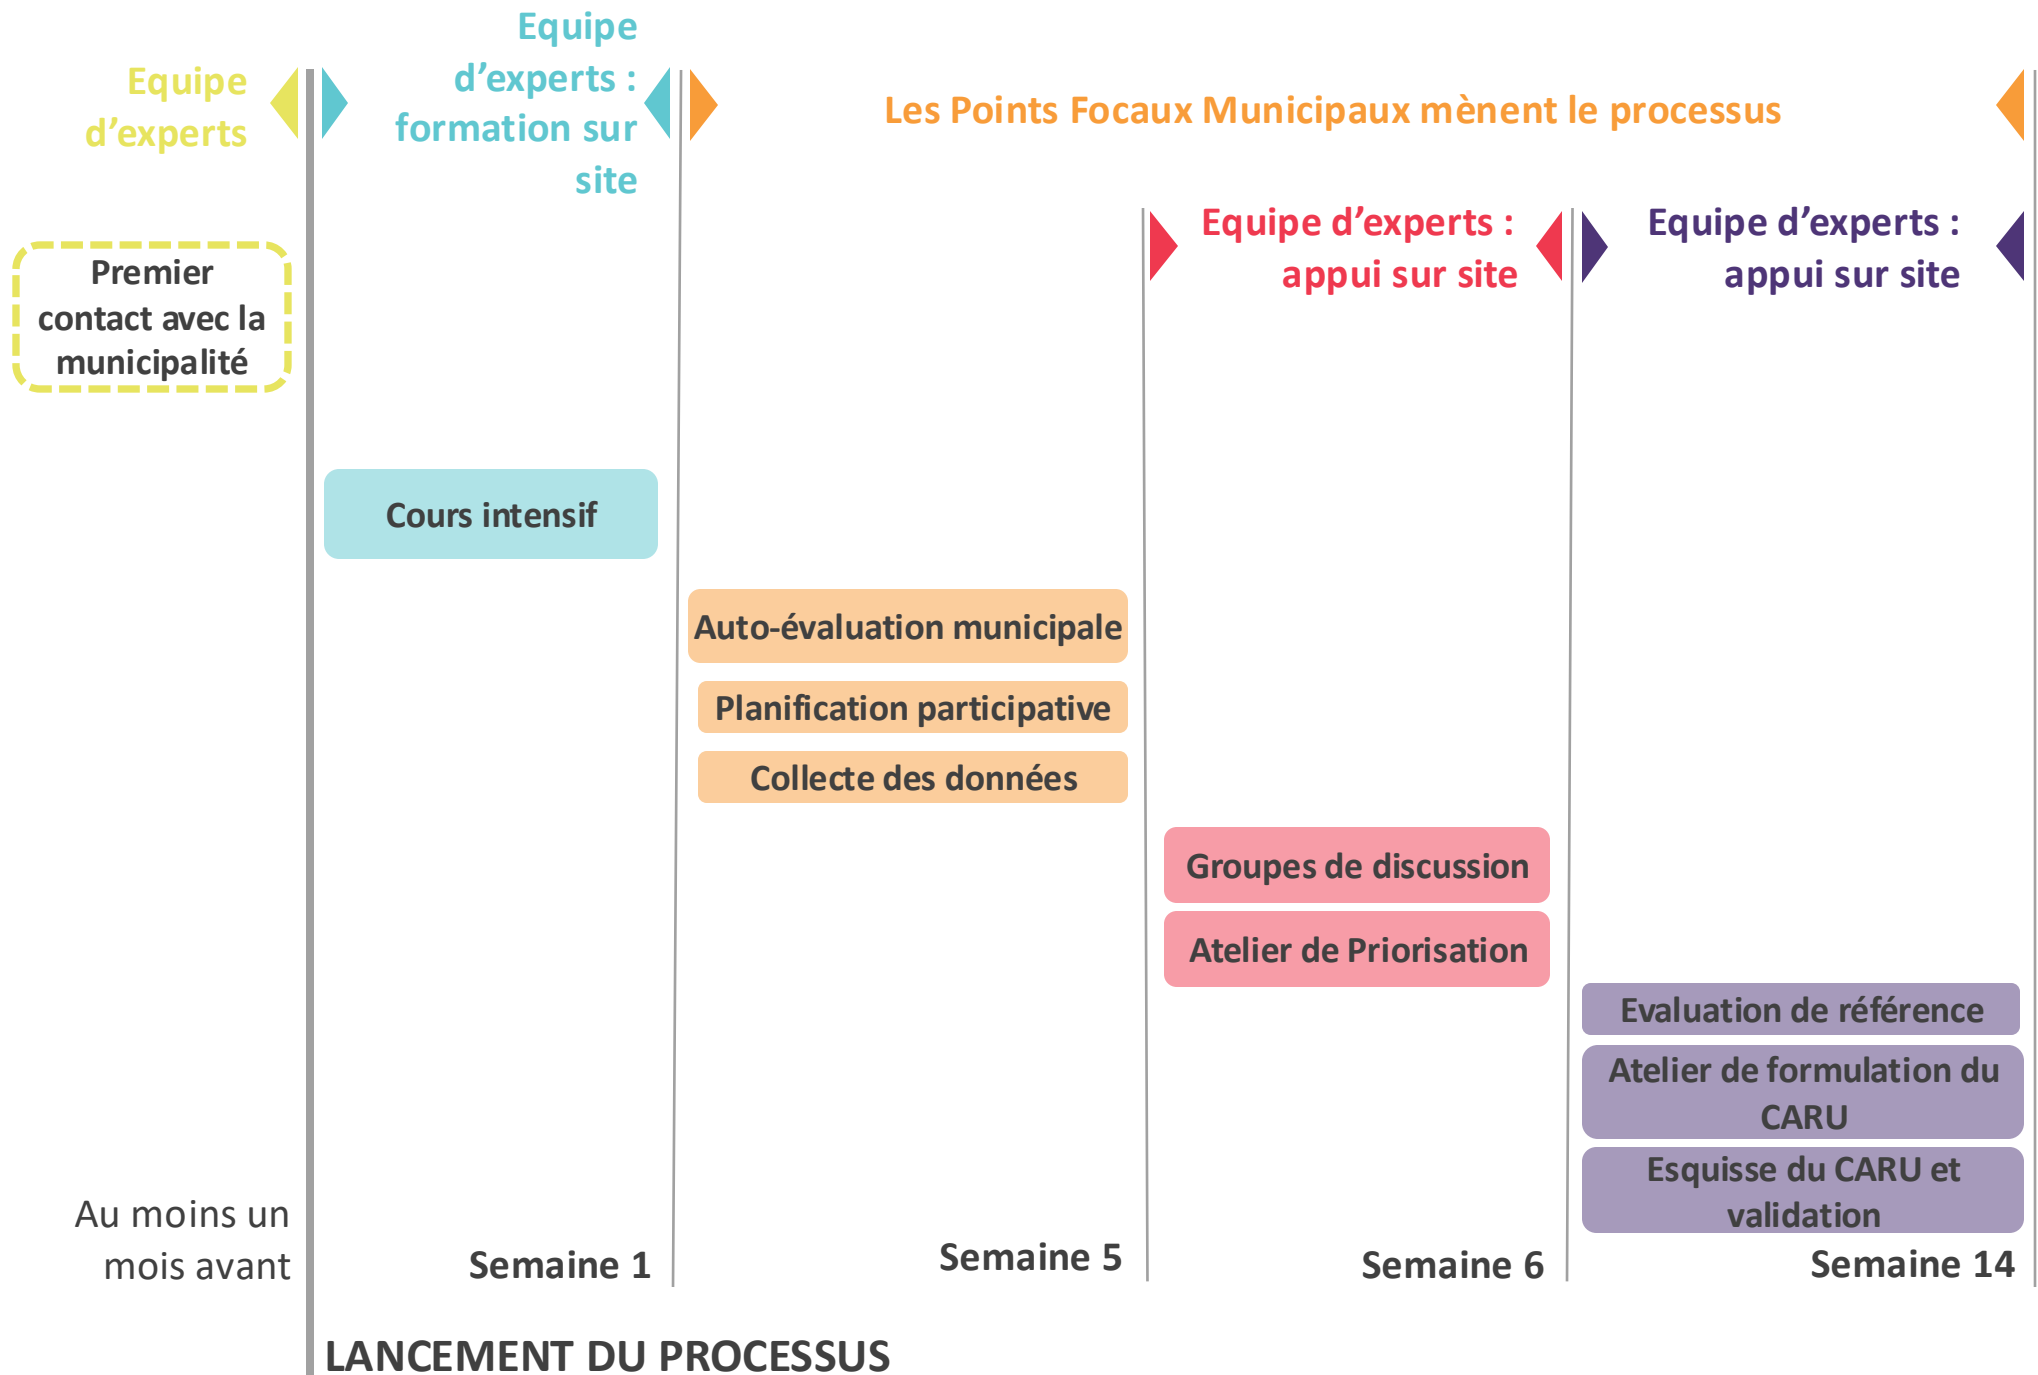 Equipe
d’experts
Equipe
d’experts :
formation sur
site
Les Points Focaux Municipaux mènent le processus
Equipe d’experts :
appui sur site
Equipe d’experts :
appui sur site
Premier
contact avec la
municipalité
Cours intensif
Auto-évaluation municipale
Planification participative
Collecte des données
Groupes de discussion
Atelier de Priorisation
Evaluation de référence
Atelier de formulation du
CARU
Esquisse du CARU et
validation
Au moins un
mois avant
Semaine 1
Semaine 5
Semaine 6
Semaine 14
LANCEMENT DU PROCESSUS